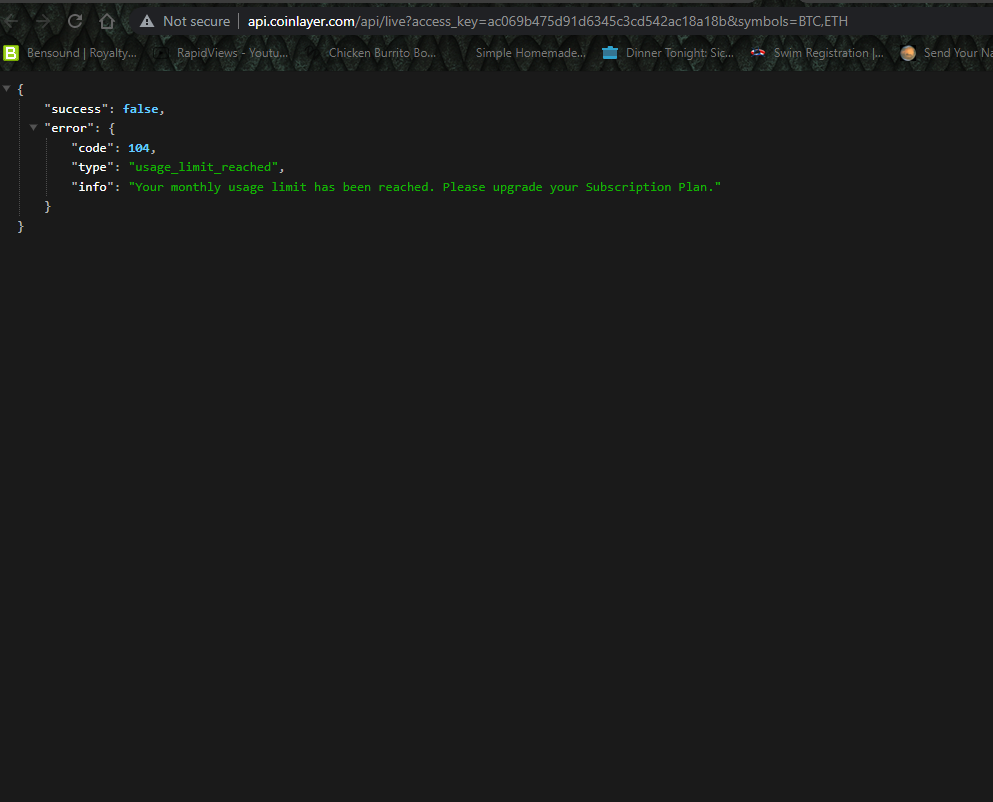 Not secure | api.coinlayer.com/api/live?access_key=ac069b475d91d6345c3cd542ac18a18b&symbols=BTC,ETH
B Bensound | Royalty... RapidViews - Youtu... Chicken Burrito Bo... Simple Homemade... Dinner Tonight: Sic... Swim Registration |... Send Your Na
{
"success": false,
"error": {
"code": 104,
"type": "usage_limit_reached",
"info": "Your monthly usage limit has been reached. Please upgrade your Subscription Plan."
}
}